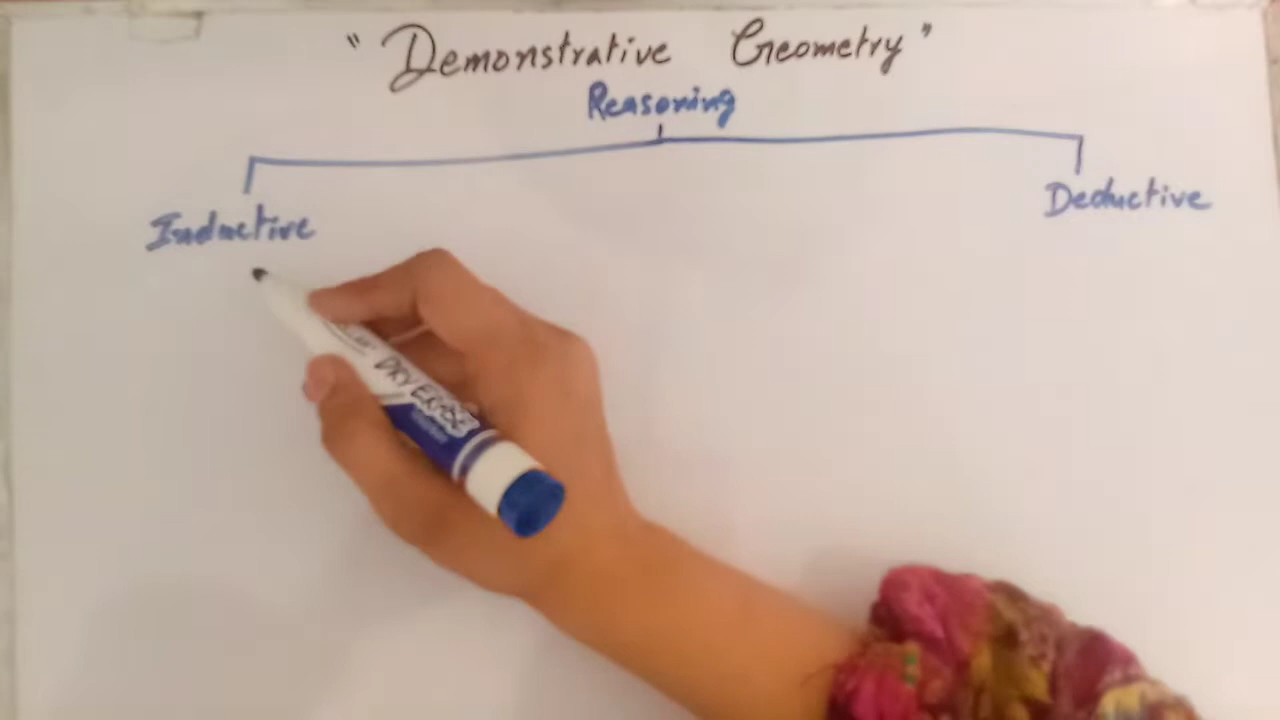 "Demonstrative Geometry"
Reasoning
Inductive
Deductive
DRY ERASE